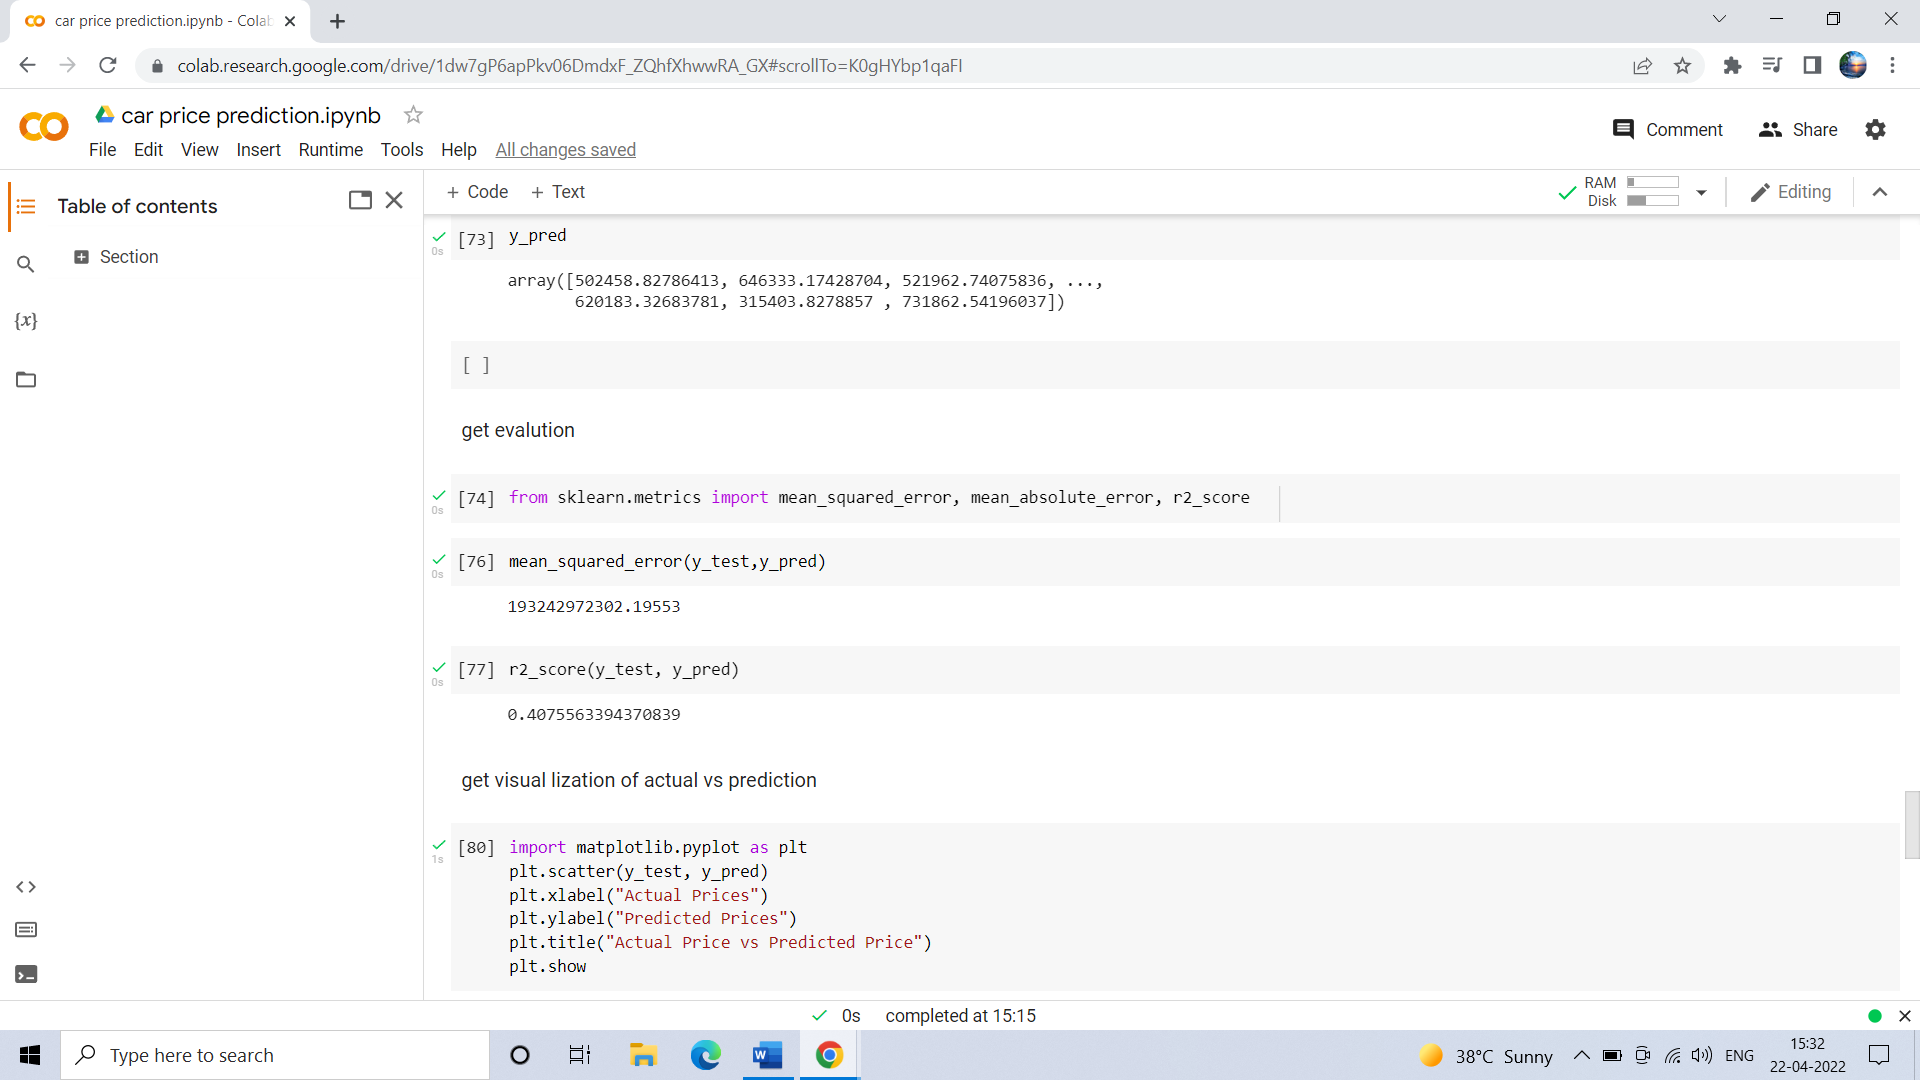 car price prediction.ipynb - Colab
colab.research.google.com/drive/1dw7gP6apPkv06DmdxF_ZQhfXhwwRA_GX#scrollTo=K0gHYbp1qaFI
car price prediction.ipynb
Comment
Share
File Edit View Insert Runtime Tools Help All changes saved
Table of contents
+ Code + Text
RAM
Disk
Editing
Section
{x}
0s
[73] y_pred
array([502458.82786413, 646333.17428704, 521962.74075836, ...,
620183.32683781, 315403.8278857 , 731862.54196037])
[ ]
get evalution
0s
[74] from sklearn.metrics import mean_squared_error, mean_absolute_error, r2_score
0s
[76] mean_squared_error(y_test,y_pred)
193242972302.19553
0s
[77] r2_score(y_test, y_pred)
0.4075563394370839
get visual lization of actual vs prediction
1s
[80] import matplotlib.pyplot as plt
plt.scatter(y_test, y_pred)
plt.xlabel("Actual Prices")
plt.ylabel("Predicted Prices")
plt.title("Actual Price vs Predicted Price")
plt.show
0s completed at 15:15
Type here to search
W
38°C Sunny
ENG
15:32
22-04-2022